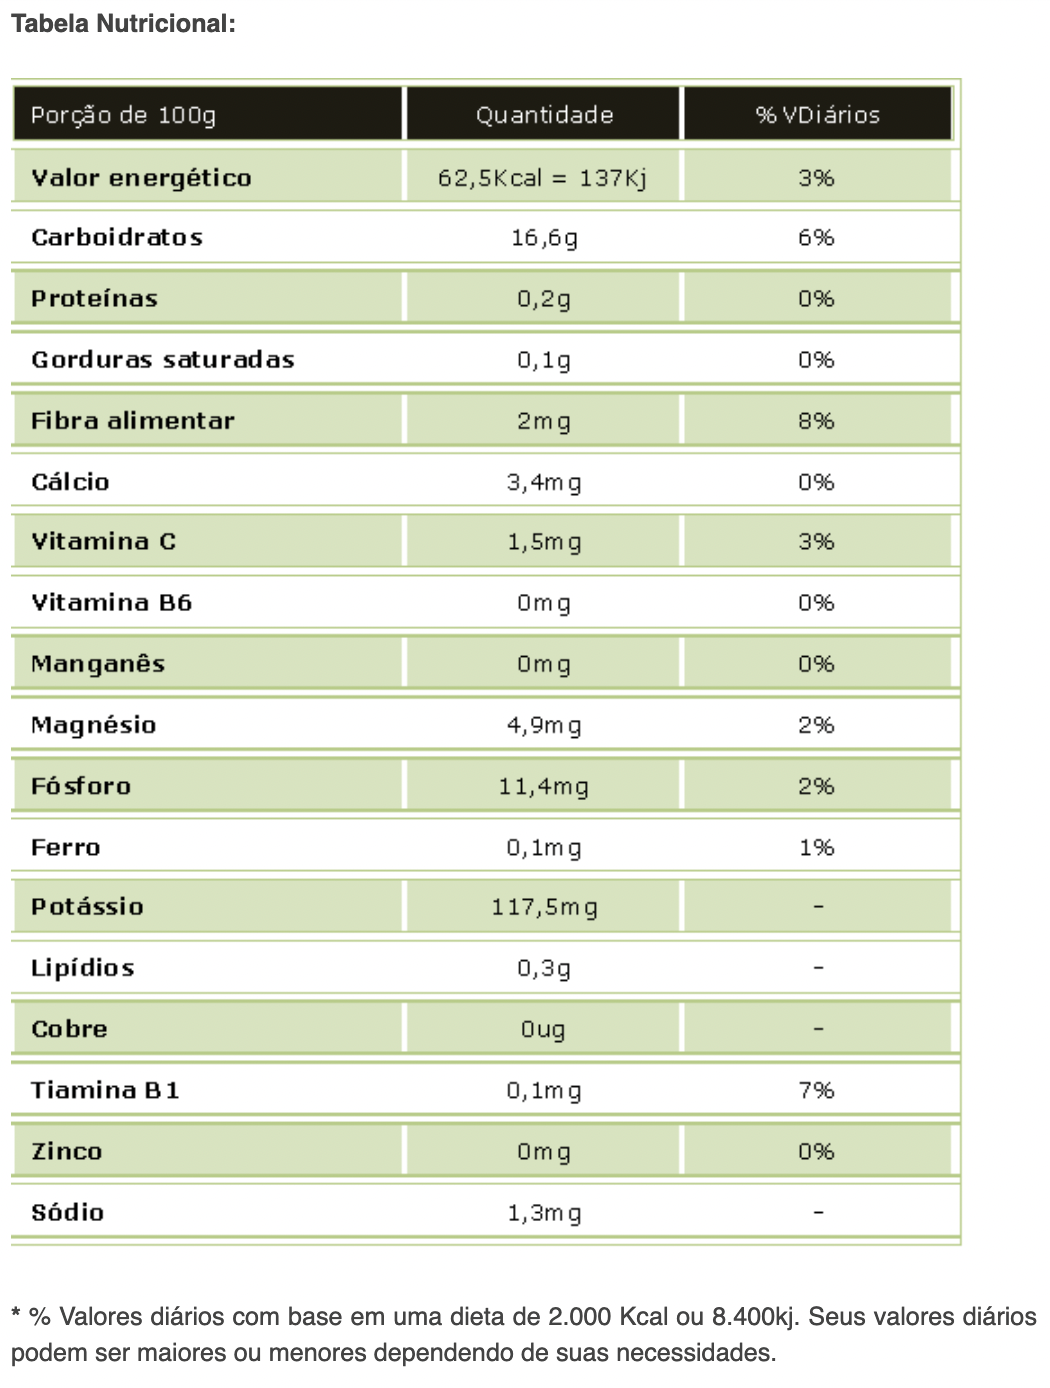 Tabela Nutricional:
Porção de 100g Quantidade % VDiários
Valor energético 62,5Kcal = 137Kj 3%
Carboidratos 16,6g 6%
Proteínas 0,2g 0%
Gorduras saturadas 0,1g 0%
Fibra alimentar 2mg 8%
Cálcio 3,4mg 0%
Vitamina C 1,5mg 3%
Vitamina B6 0mg 0%
Manganês 0mg 0%
Magnésio 4,9mg 2%
Fósforo 11,4mg 2%
Ferro 0,1mg 1%
Potássio 117,5mg -
Lipídios 0,3g -
Cobre 0ug -
Tiamina B1 0,1mg 7%
Zinco 0mg 0%
Sódio 1,3mg -
* % Valores diários com base em uma dieta de 2.000 Kcal ou 8.400kj. Seus valores diários
podem ser maiores ou menores dependendo de suas necessidades.